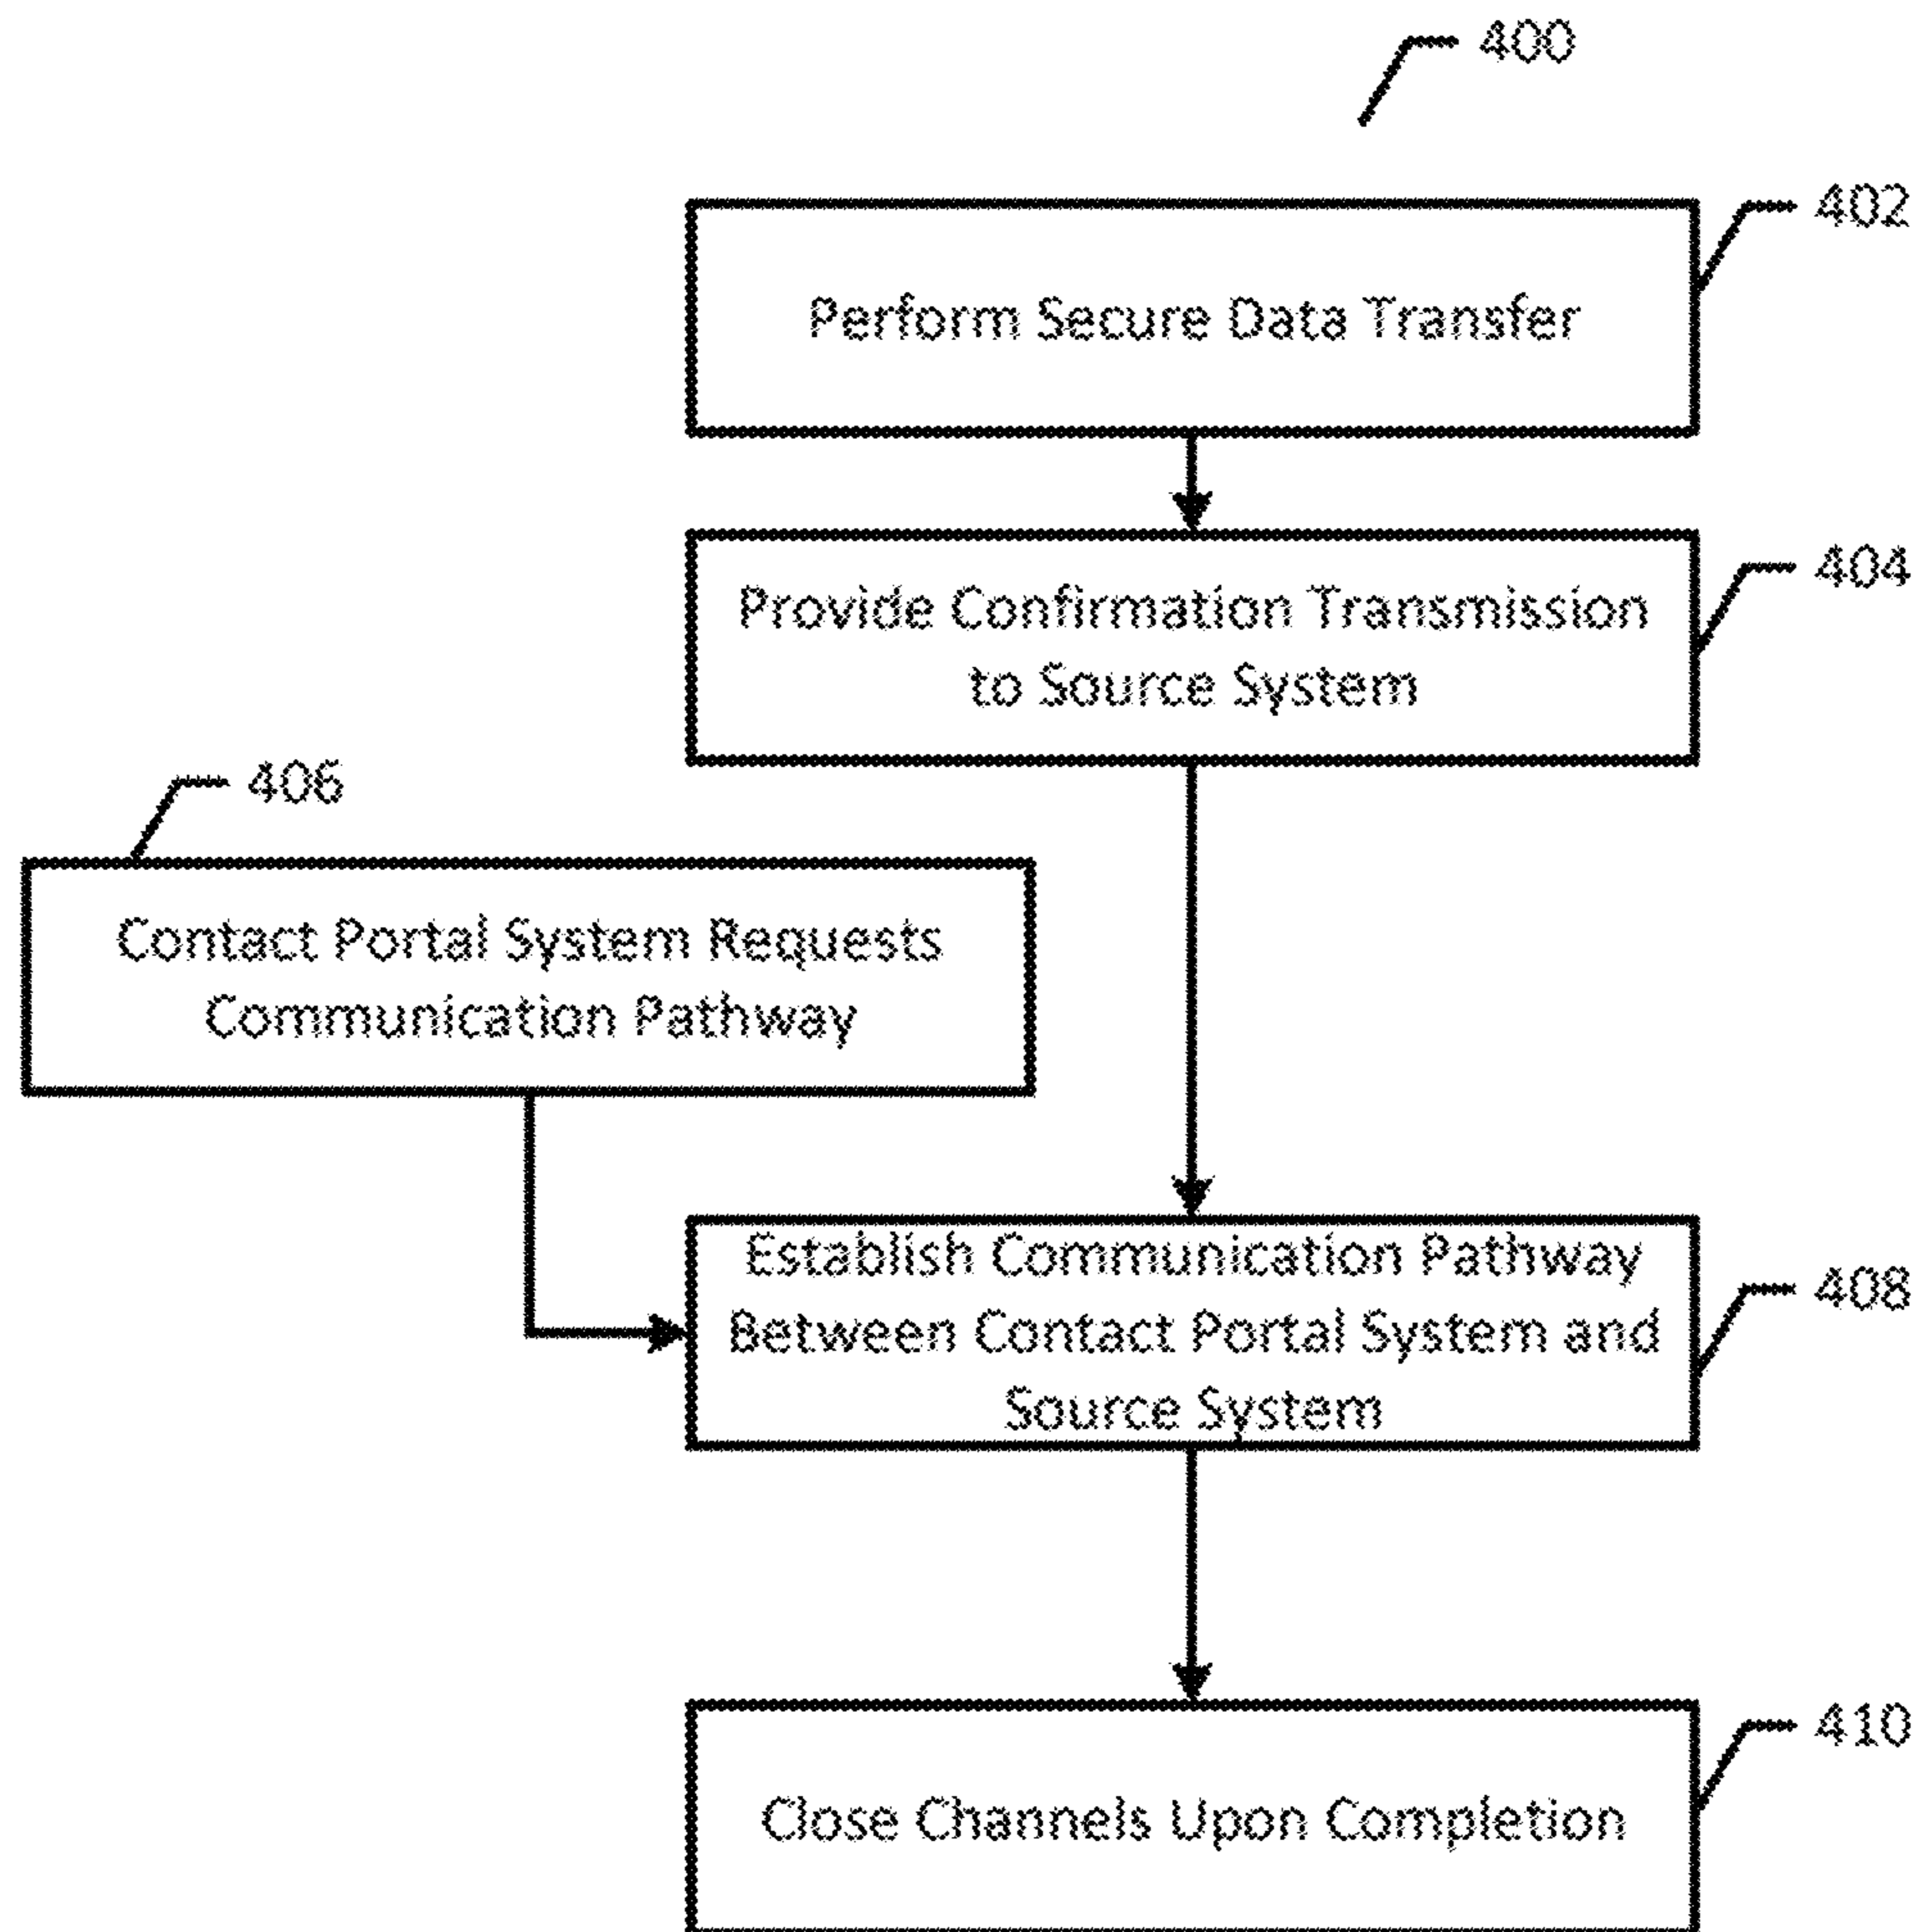 400
402
Perform Secure Data Transfer
404
Provide Confirmation Transmission
to Source System
406
Contact Portal System Requests
Communication Pathway
408
Establish Communication Pathway
Between Contact Portal System and
Source System
410
Close Channels Upon Completion